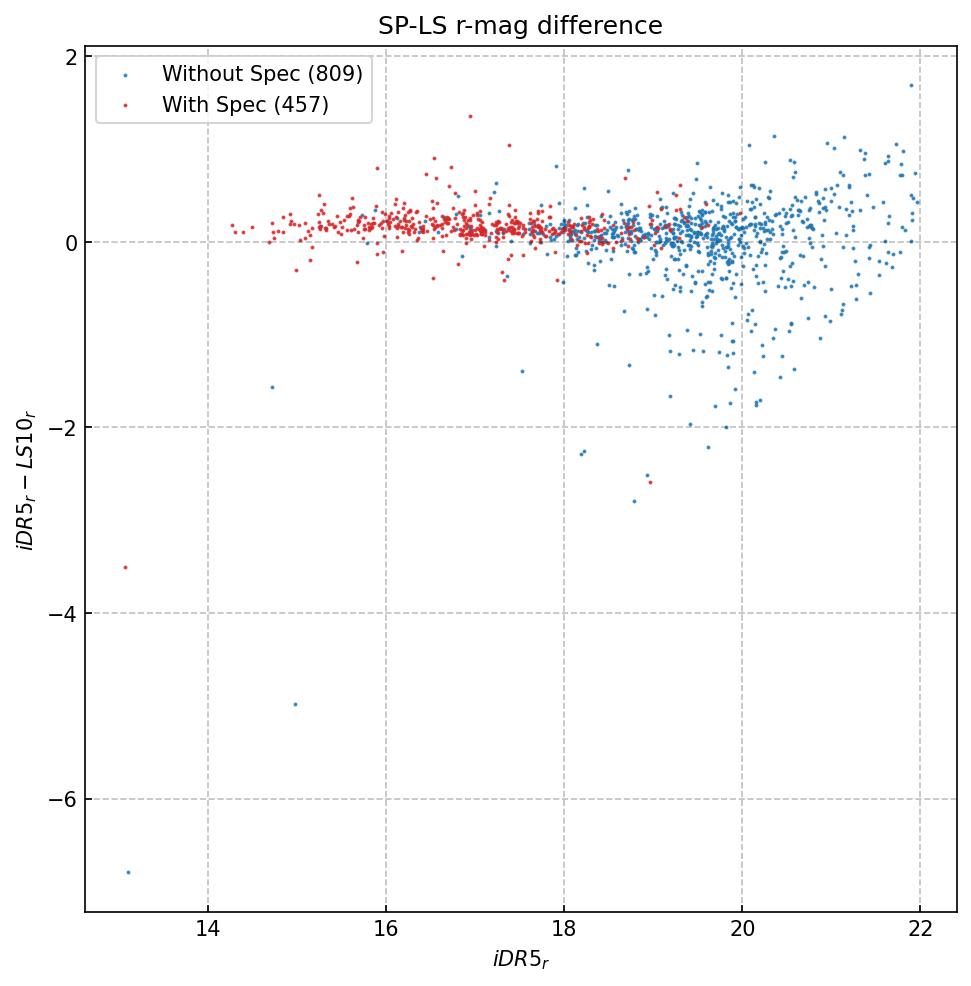 SP-LS r-mag difference
Without Spec (809)
With Spec (457)
2
0
−2
−4
−6
iDR5r − LS10r
14
16
18
20
22
iDR5r